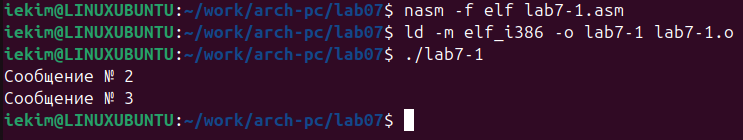 iekim@LINUXUBUNTU:~/work/arch-pc/lab07$ nasm -f elf lab7-1.asm
iekim@LINUXUBUNTU:~/work/arch-pc/lab07$ ld -m elf_i386 -o lab7-1 lab7-1.o
iekim@LINUXUBUNTU:~/work/arch-pc/lab07$ ./lab7-1
Сообщение № 2
Сообщение № 3
iekim@LINUXUBUNTU:~/work/arch-pc/lab07$